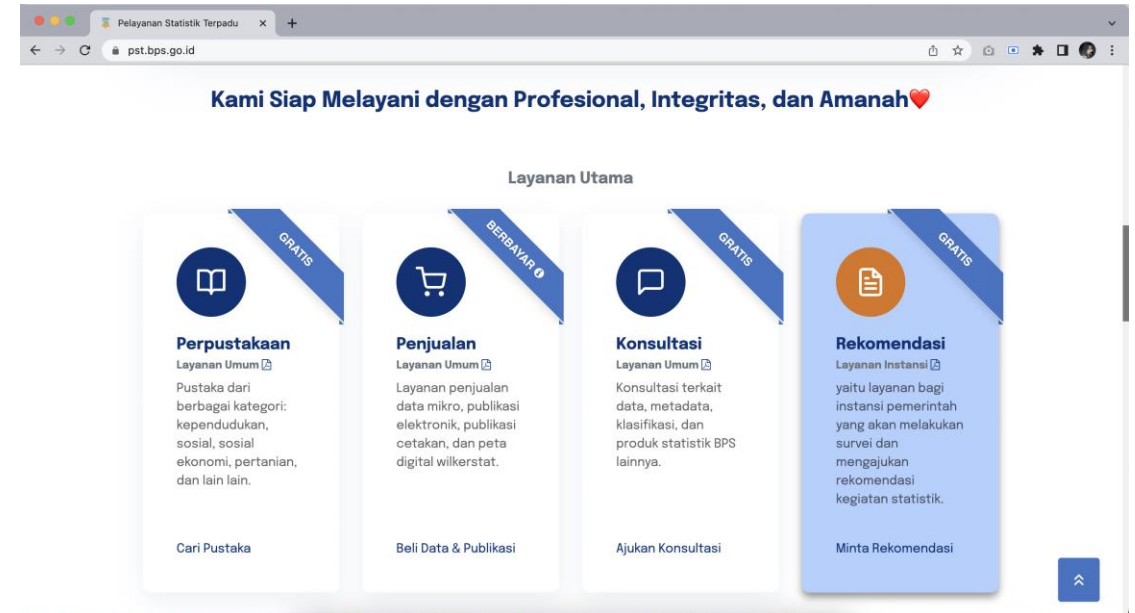 Pelayanan Statistik Terpadu
pst.bps.go.id
Kami Siap Melayani dengan Profesional, Integritas, dan Amanah❤️
Layanan Utama
GRATIS
Perpustakaan
Layanan Umum
Pustaka dari
berbagai kategori:
kependudukan,
sosial, sosial
ekonomi, pertanian,
dan lain lain.
Cari Pustaka
BERBAYAR
Penjualan
Layanan Umum
Layanan penjualan
data mikro, publikasi
elektronik, publikasi
cetakan, dan peta
digital wilkerstat.
Beli Data & Publikasi
GRATIS
Konsultasi
Layanan Umum
Konsultasi terkait
data, metadata,
klasifikasi, dan
produk statistik BPS
lainnya.
Ajukan Konsultasi
GRATIS
Rekomendasi
Layanan Instansi
yaitu layanan bagi
instansi pemerintah
yang akan melakukan
survei dan
mengajukan
rekomendasi
kegiatan statistik.
Minta Rekomendasi